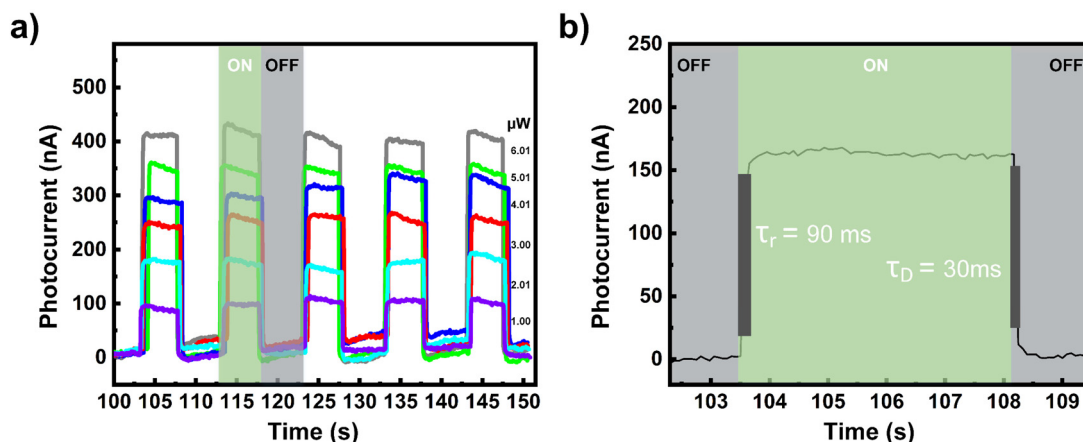 a)
Photocurrent (nA)
500
400
300
200
100
0
ON OFF
µW
6.01
5.01
4.01
3.00
2.01
1.00
100 105 110 115 120 125 130 135 140 145 150
Time (s)
b)
Photocurrent (nA)
250
200
150
100
50
0
OFF ON OFF
τr = 90 ms
τD = 30ms
103 104 105 106 107 108 109
Time (s)